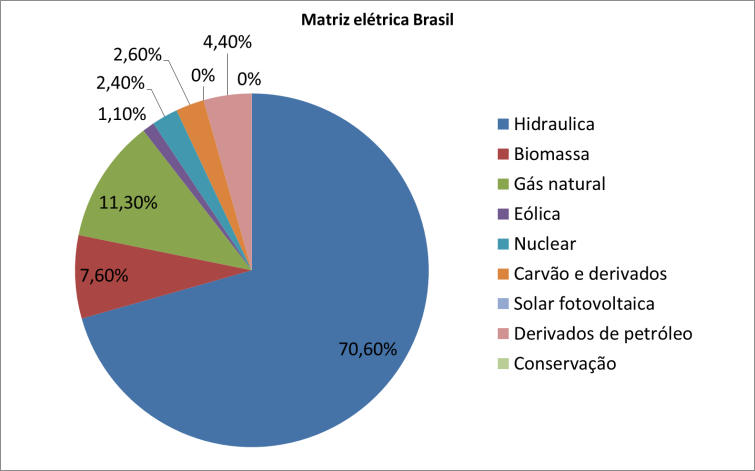 Matriz elétrica Brasil
4,40%
2,60%
0%
0%
2,40%
1,10%
11,30%
7,60%
70,60%
Hidraulica
Biomassa
Gás natural
Eólica
Nuclear
Carvão e derivados
Solar fotovoltaica
Derivados de petróleo
Conservação